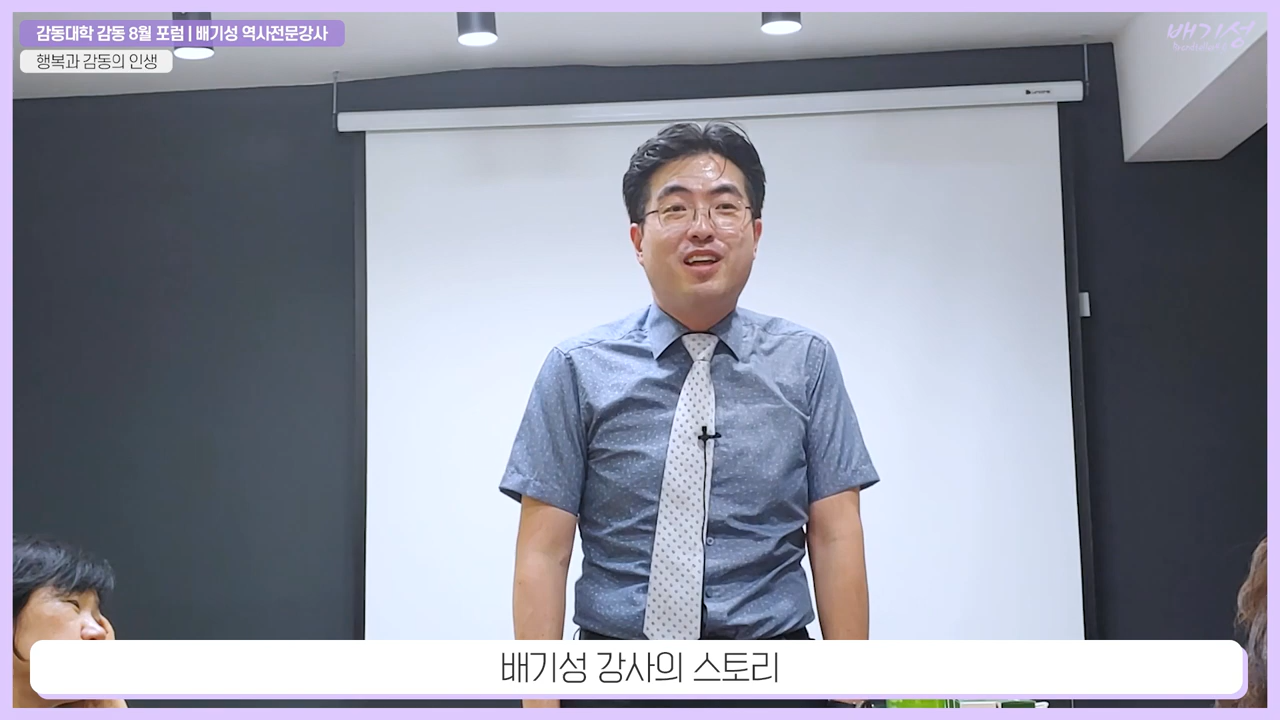 감동대학 감동 8월 포럼 | 배기성 역사전문강사
행복과 감동의 인생
배기성
배기성 강사의 스토리